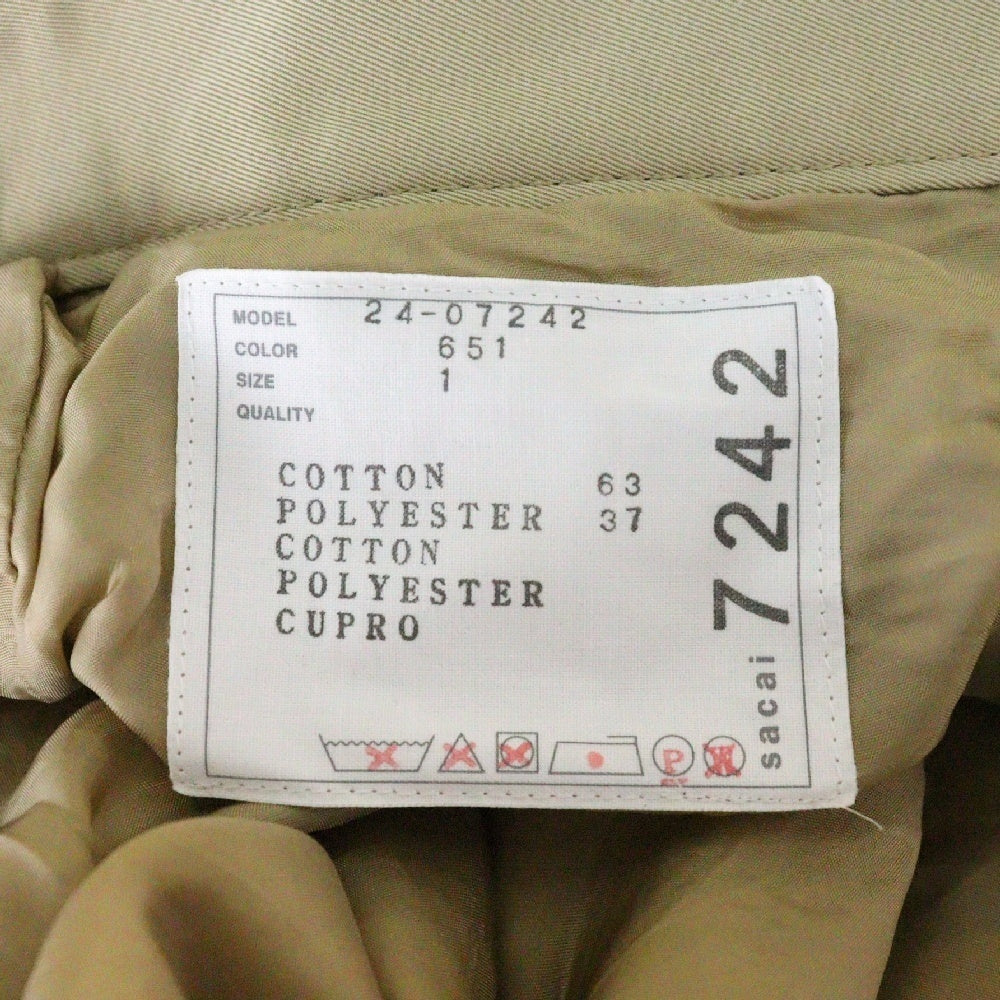 MODEL 24-07242
COLOR 651
SIZE 1
QUALITY
COTTON 63
POLYESTER 37
COTTON
POLYESTER
CUPRO
P
W
sacai 7242